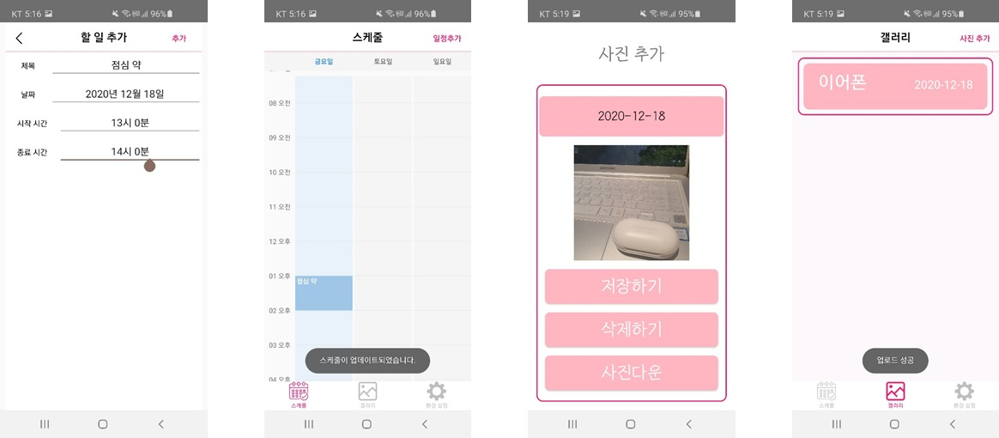 KT 5:16 96%
할 일 추가 추가
제목 점심 약
날짜 2020년 12월 18일
시작 시간 13시 0분
종료 시간 14시 0분
KT 5:16 96%
스케줄 일정추가
금요일 토요일 일요일
08 오전
09 오전
10 오전
11 오전
12 오후
01 오후 점심 약
02 오후
03 오후
스케줄이 업데이트되었습니다.
04 오후
스케줄 갤러리 환경 설정
KT 5:19 95%
사진 추가
2020-12-18
SAMSUNG
저장하기
삭제하기
사진다운
KT 5:19 95%
갤러리 사진 추가
이어폰 2020-12-18
업로드 성공
스케줄 갤러리 환경 설정